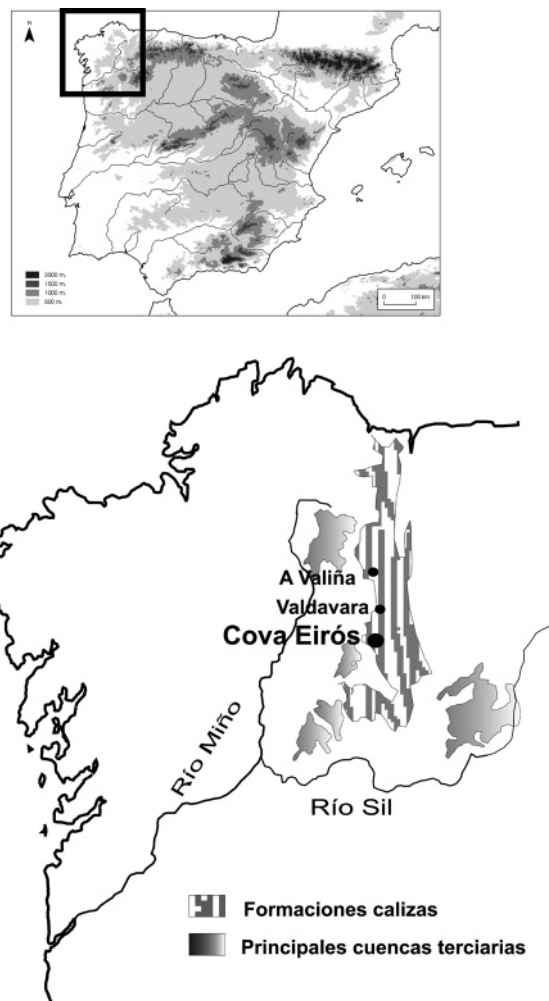 N
2000 m.
1500 m.
1000 m.
500 m.
0 100 km
A Valiña
Valdavara
Cova Eirós
Río Miño
Río Sil
Formaciones calizas
Principales cuencas terciarias